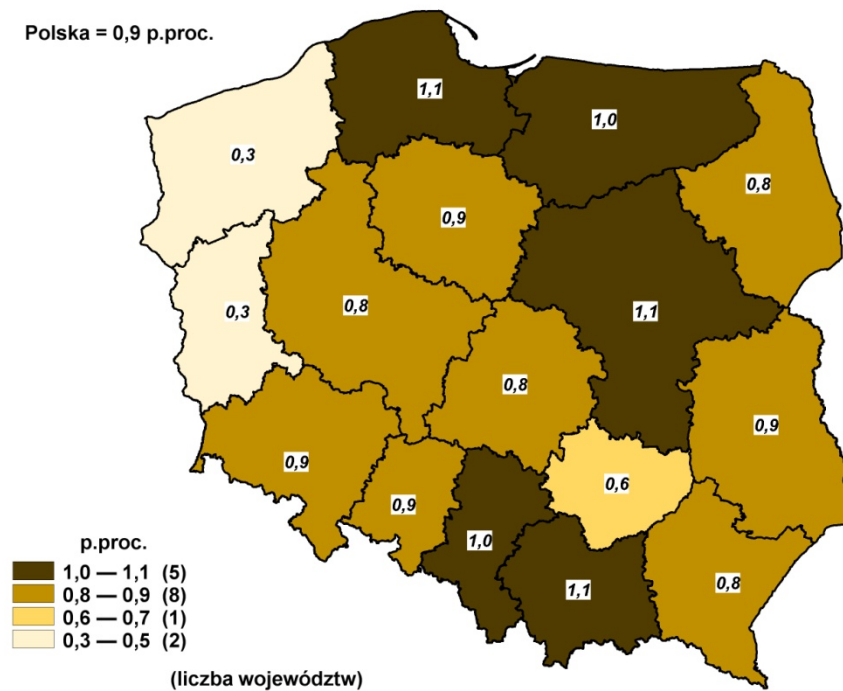 Polska = 0,9 p.proc.
1,1
1,0
0,3
0,8
0,9
0,3
0,8
1,1
0,8
0,9
0,9
0,6
0,9
1,0
0,8
1,1
p.proc.
1,0 — 1,1 (5)
0,8 — 0,9 (8)
0,6 — 0,7 (1)
0,3 — 0,5 (2)
(liczba województw)